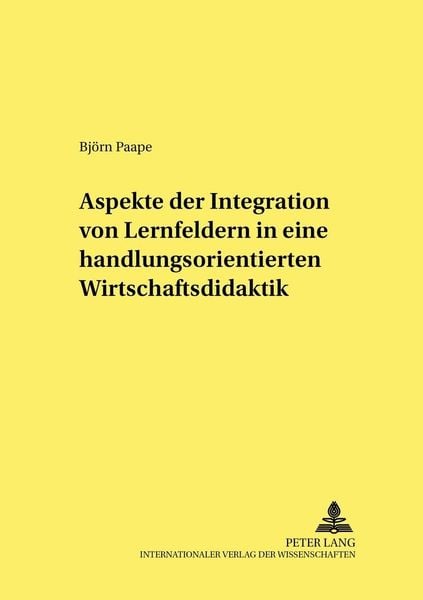 Björn Paape
Aspekte der Integration
von Lernfeldern in eine
handlungsorientierten
Wirtschaftsdidaktik
PETER LANG
INTERNATIONALER VERLAG DER WISSENSCHAFTEN